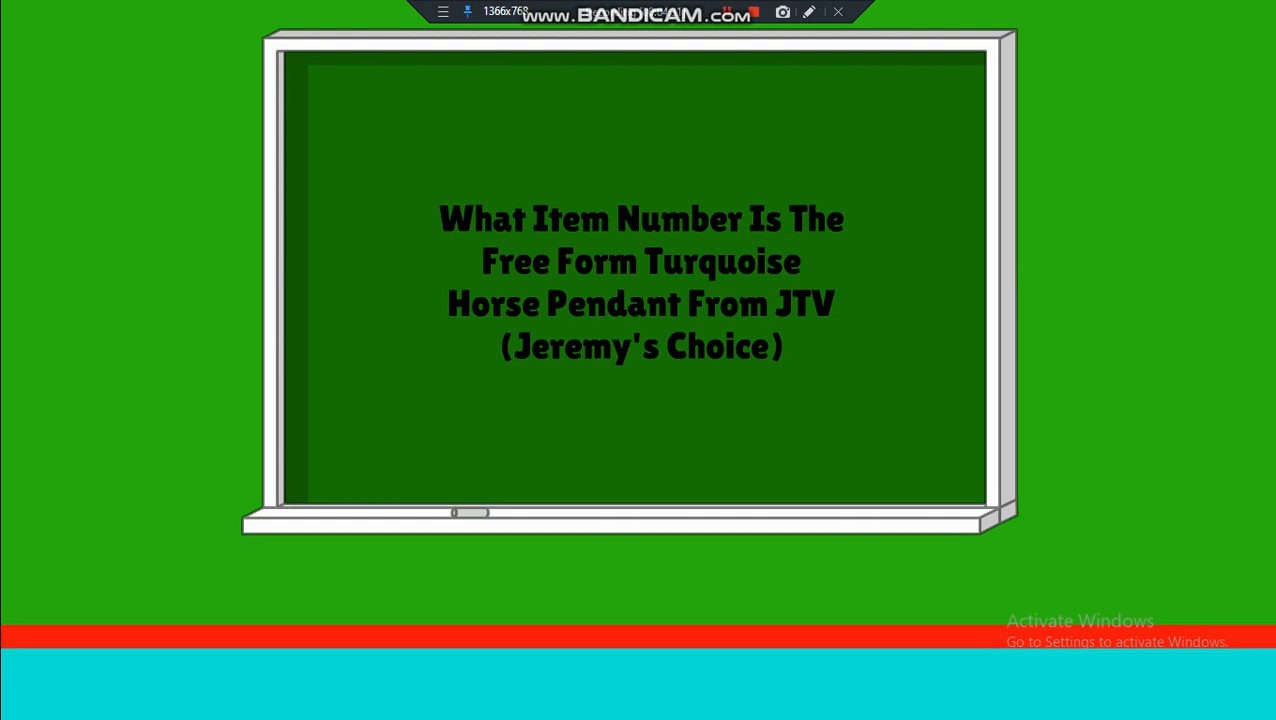 1366x768
www.BANDICAM.com
What Item Number Is The
Free Form Turquoise
Horse Pendant From JTV
(Jeremy's Choice)
Activate Windows
Go to Settings to activate Windows.